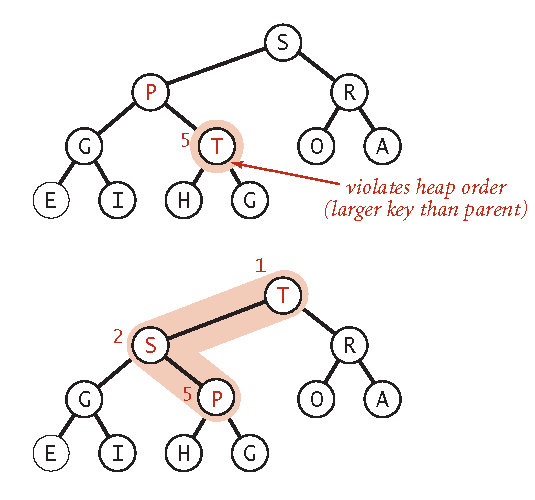 S
P R
G 5 T O A
E I H G
violates heap order
(larger key than parent)
1 T
2 S R
G 5 P O A
E I H G